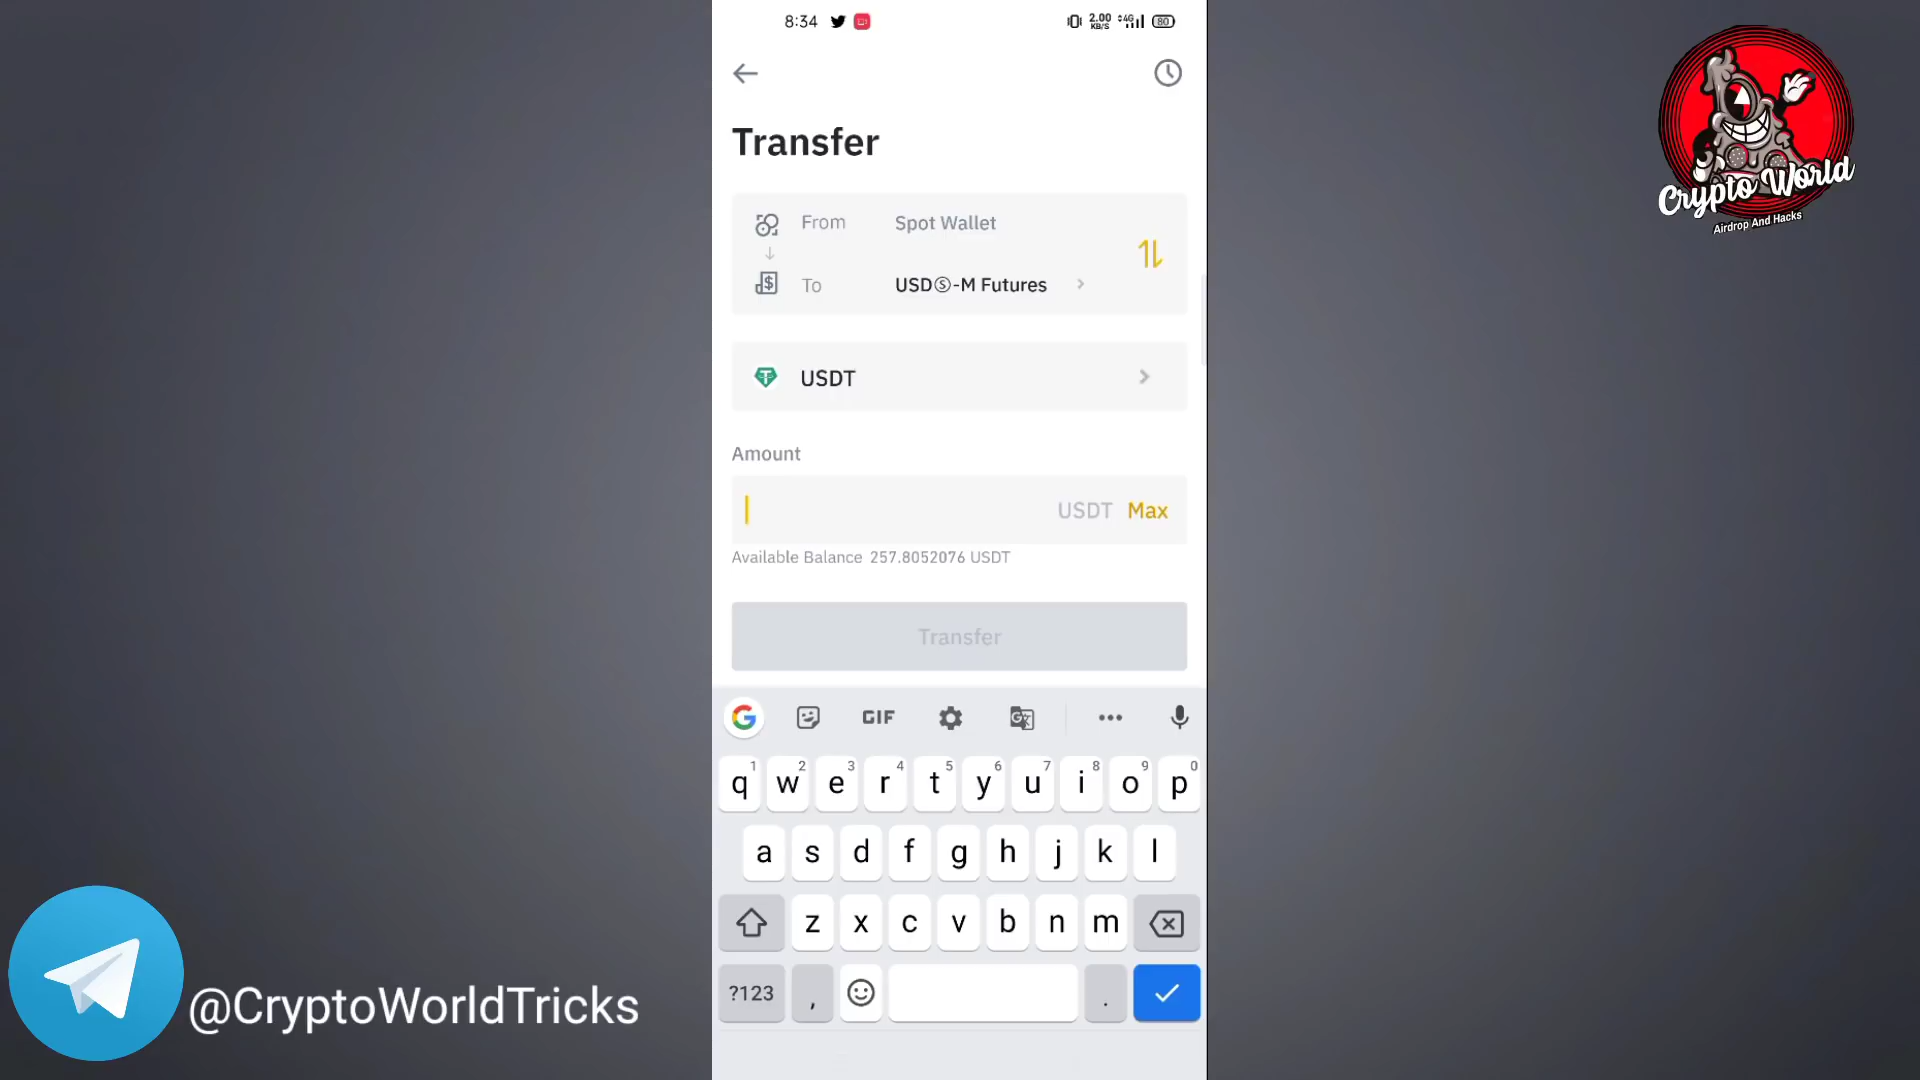 8:34
2.00
KB/S
4G
80
Transfer
From Spot Wallet
To USDⓈ-M Futures
USDT
Amount
USDT Max
Available Balance 257.8052076 USDT
Transfer
G GIF G
1 2 3 4 5 6 7 8 9 0
q w e r t y u i o p
a s d f g h j k l
z x c v b n m
?123 , .
Crypto World
Airdrop And Hacks
@CryptoWorldTricks